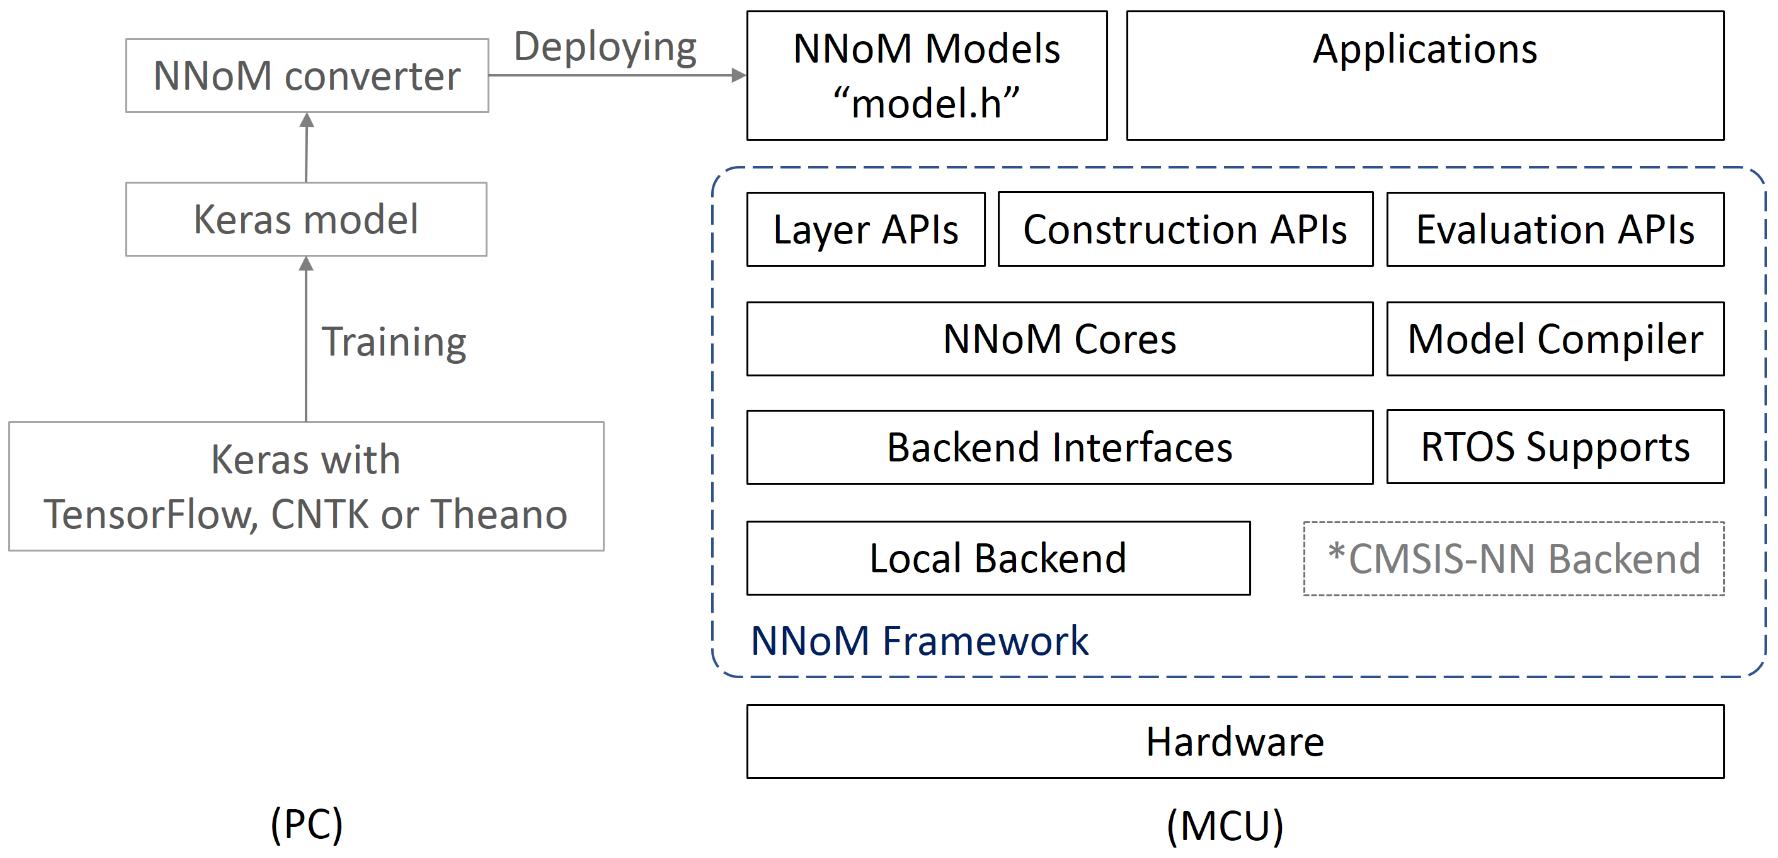 NNoM converter
Deploying
Keras model
Training
Keras with
TensorFlow, CNTK or Theano
(PC)
NNoM Models
“model.h”
Applications
Layer APIs
Construction APIs
Evaluation APIs
NNoM Cores
Model Compiler
Backend Interfaces
RTOS Supports
Local Backend
*CMSIS-NN Backend
NNoM Framework
Hardware
(MCU)